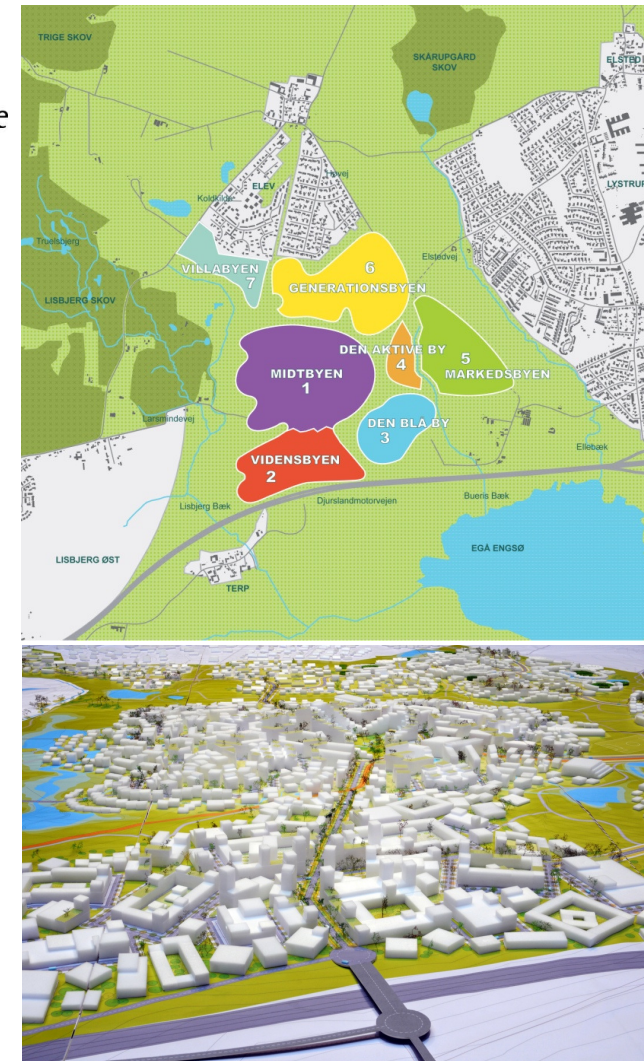 e
TRIGE SKOV
SKÅRUPGÅRD
SKOV
ELSTED
LYSTRUP
ELEV
Høvej
Koldkilde
Truelsbjerg
Elstedvej
VILLABYEN
7
6
GENERATIONSBYEN
LISBJERG SKOV
DEN AKTIVE BY
4
5
MARKEDSBYEN
MIDTBYEN
1
Larsmindevej
DEN BLÅ BY
3
VIDENSBYEN
2
Ellebæk
Lisbjerg Bæk
Djurslandmotorvejen
Bueris Bæk
EGÅ ENGSØ
LISBJERG ØST
TERP